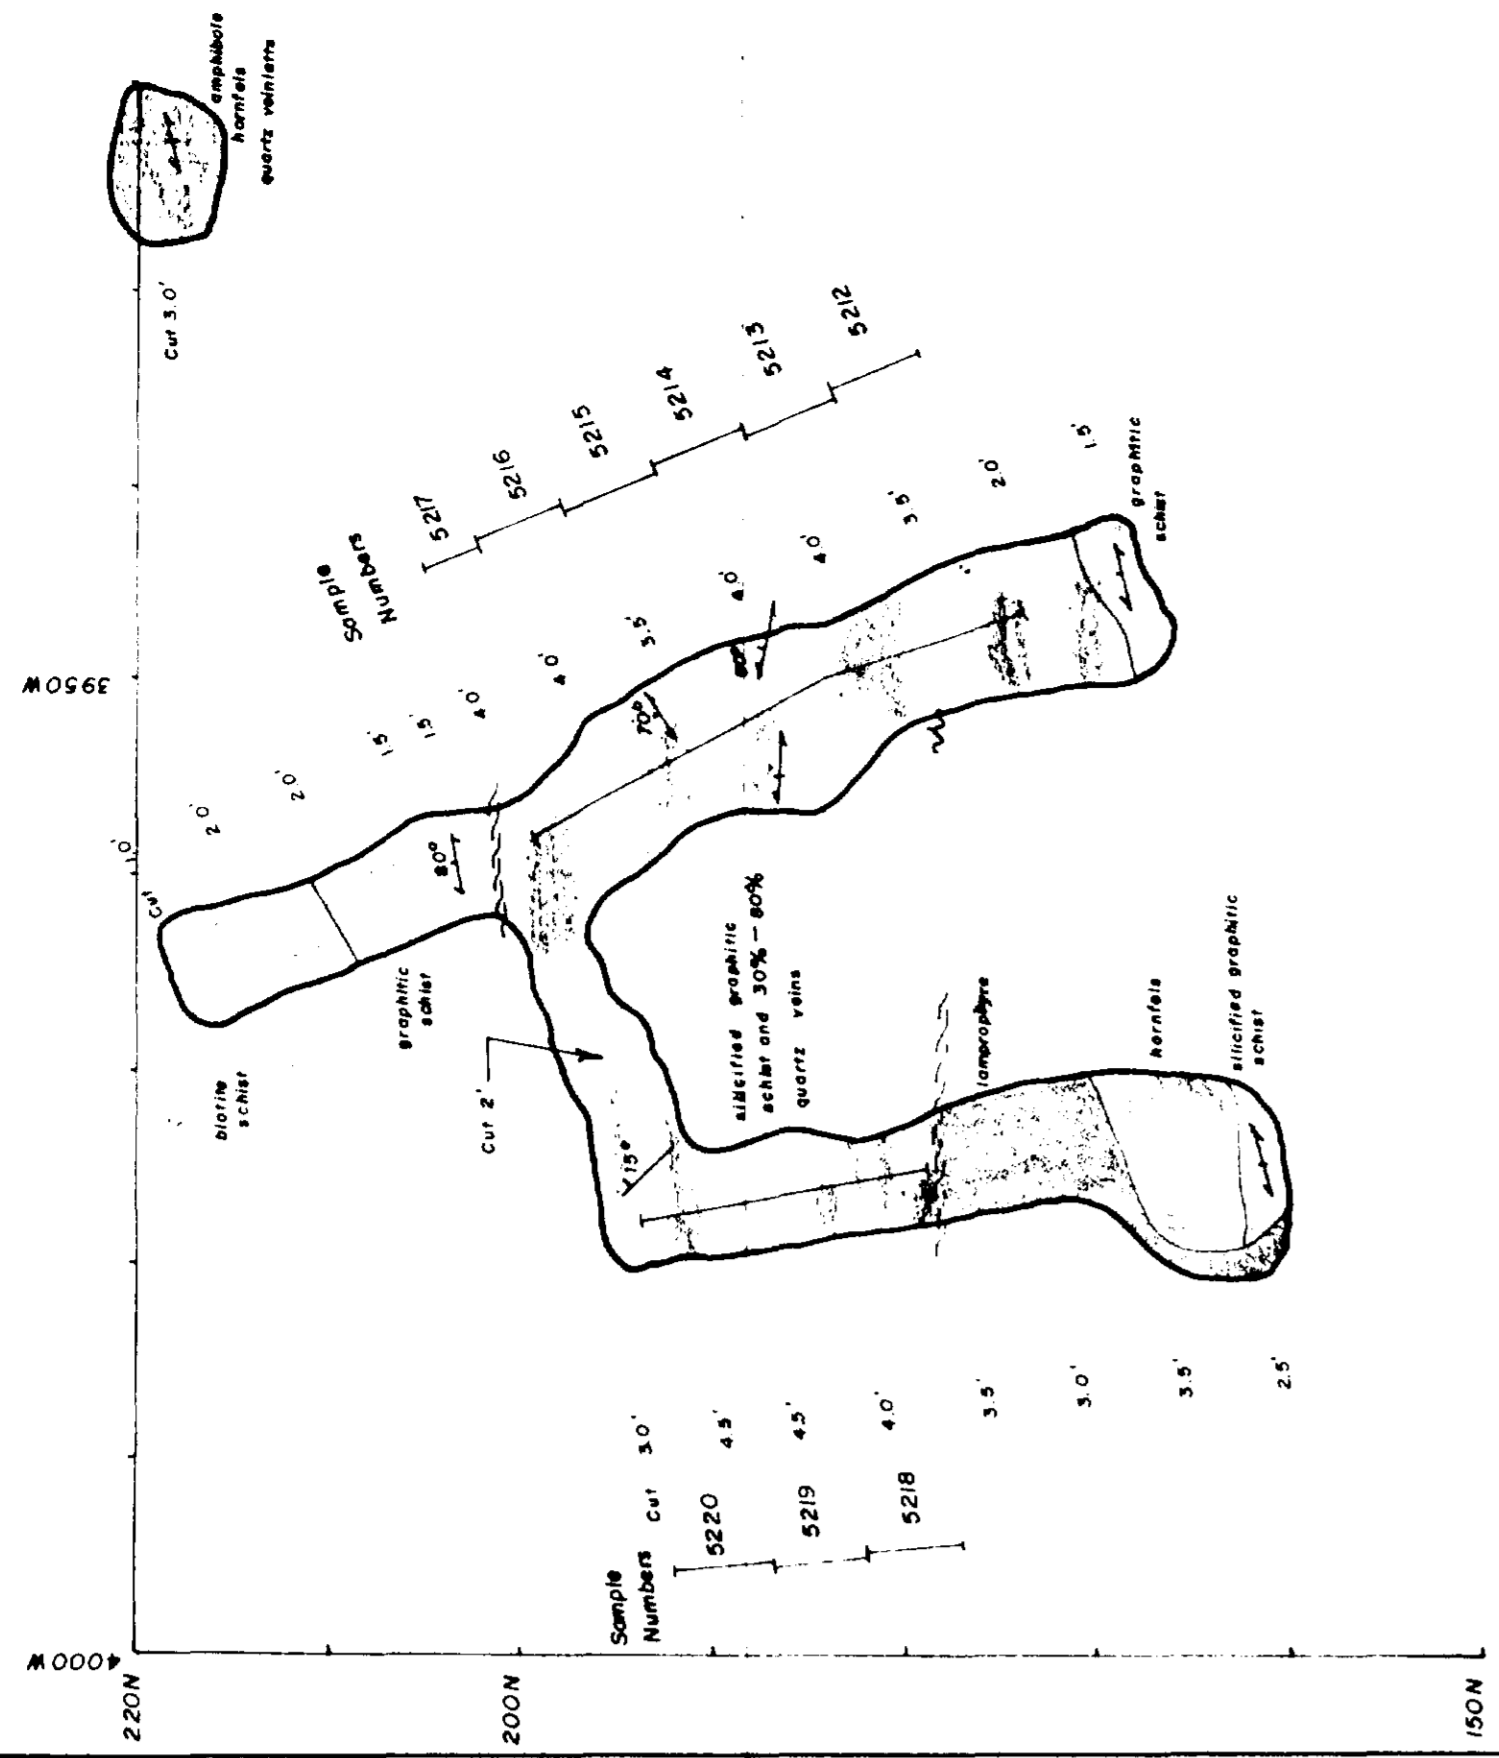 amphibole
hornfels
quartz veinletts
Cut 3.0'
5212
5213
5214
5215
5216
5217
Sample
Numbers
3950W
1.5'
2.0'
3.5'
4.0'
4.0'
3.5'
4.0'
4.0'
1.5'
1.5'
2.0'
2.0'
Cut
graphitic
schist
70°
80°
graphitic
schist
biotite
schist
Cut 2'
15°
silicified graphitic
schist and 30% - 80%
quartz veins
lamprophyre
hornfels
silicified graphitic
schist
Sample
Numbers
Cut 3.0'
4.5'
4.5'
4.0'
3.5'
3.0'
3.5'
2.5'
5220
5219
5218
4000W
220N
200N
150N